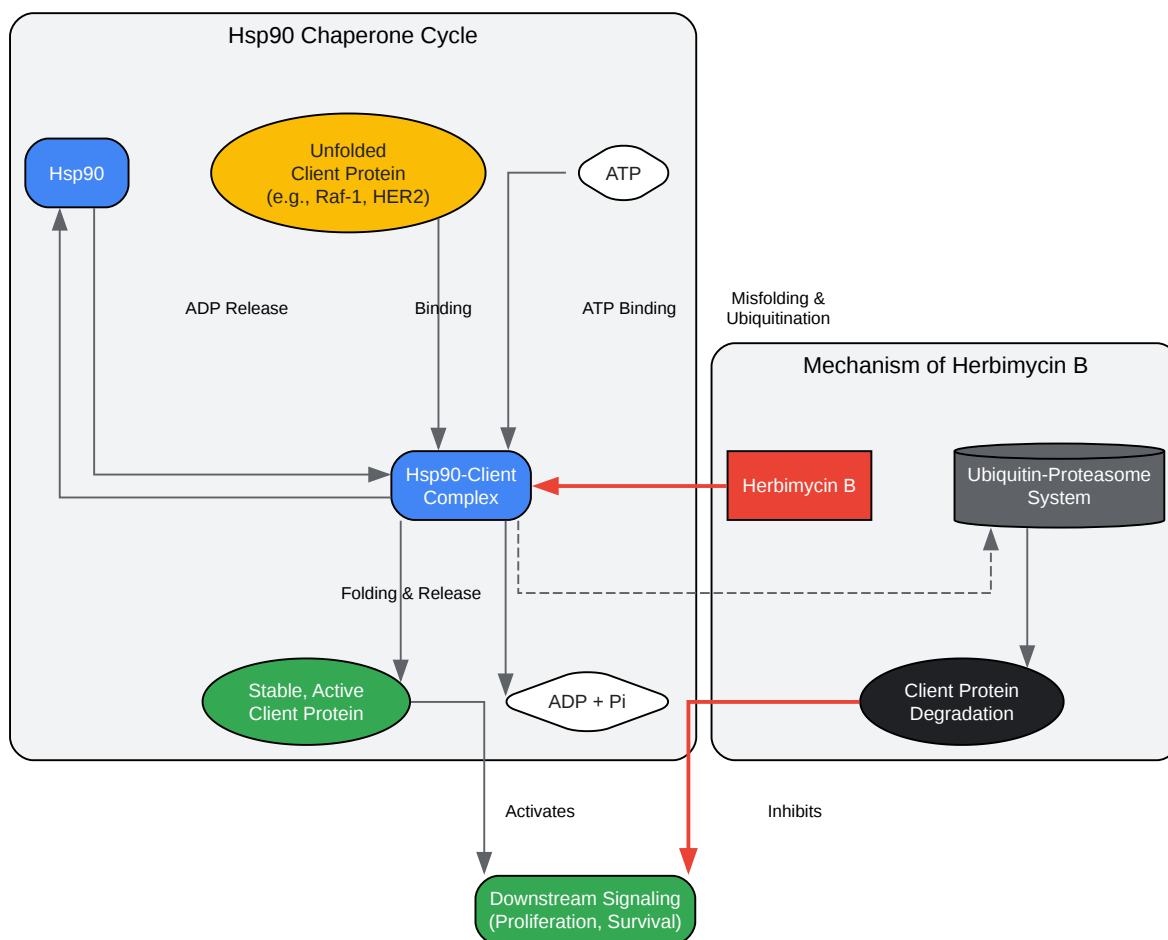 Hsp90 Chaperone Cycle
Hsp90
Unfolded
Client Protein
(e.g., Raf-1, HER2)
ATP
ADP Release
Binding
ATP Binding
Misfolding &
Ubiquitination
Mechanism of Herbimycin B
Hsp90-Client
Complex
Herbimycin B
Ubiquitin-Proteasome
System
Folding & Release
Stable, Active
Client Protein
ADP + Pi
Client Protein
Degradation
Activates
Inhibits
Downstream Signaling
(Proliferation, Survival)